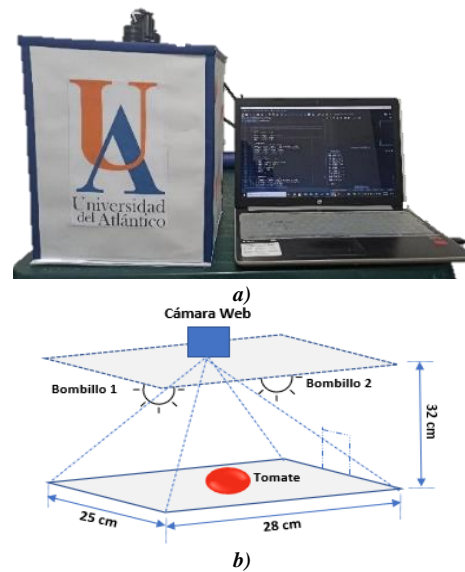 Universidad
del Atlántico
a)
Cámara Web
Bombillo 1
Bombillo 2
32 cm
Tomate
25 cm
28 cm
b)